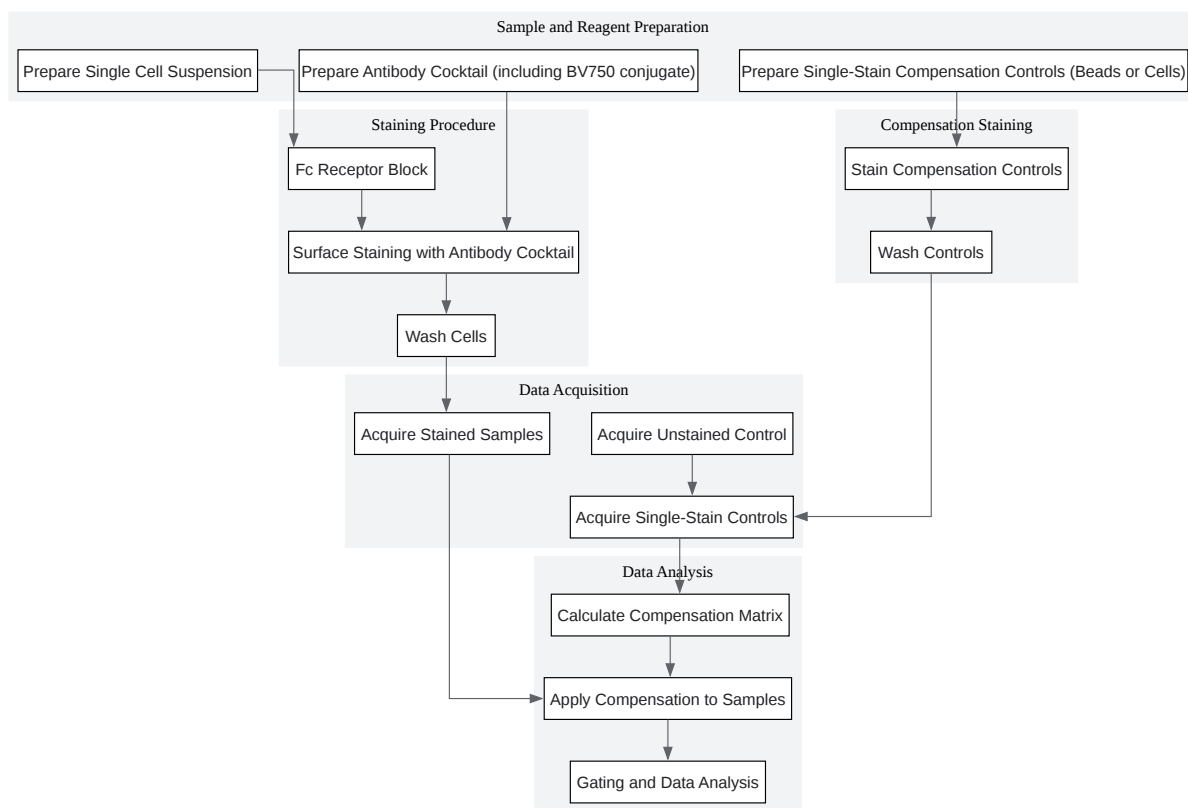 Sample and Reagent Preparation
Prepare Single Cell Suspension
Prepare Antibody Cocktail (including BV750 conjugate)
Prepare Single-Stain Compensation Controls (Beads or Cells)
Staining Procedure
Compensation Staining
Fc Receptor Block
Stain Compensation Controls
Surface Staining with Antibody Cocktail
Wash Controls
Wash Cells
Data Acquisition
Acquire Stained Samples
Acquire Unstained Control
Acquire Single-Stain Controls
Data Analysis
Calculate Compensation Matrix
Apply Compensation to Samples
Gating and Data Analysis